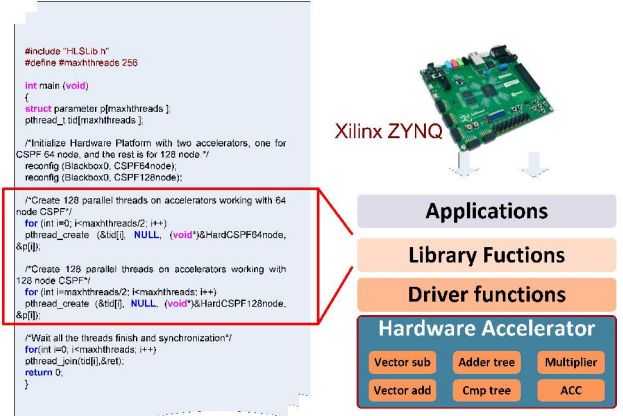 #include "HLSLib.h"
#define #maxhthreads 256
int main (void)
{
struct parameter p[maxhthreads ];
pthread_t tid[maxhthreads ];
/*Initialize Hardware Platform with two accelerators, one for
CSPF 64 node, and the rest is for 128 node.*/
reconfig (Blackbox0, CSPF64node);
reconfig (Blackbox0, CSPF128node);
/*Create 128 parallel threads on accelerators working with 64
node CSPF*/
for (int i=0; i<maxhthreads/2; i++)
pthread_create (&tid[i], NULL, (void*)&HardCSPF64node,
&p[i]);
/*Create 128 parallel threads on accelerators working with
128 node CSPF*/
for (int i=maxhthreads/2; i<maxhthreads; i++)
pthread_create (&tid[i], NULL, (void*)&HardCSPF128node,
&p[i]);
/*Wait all the threads finish and synchronization*/
for(int i=0; i<maxhthreads; i++)
pthread_join(tid[i],&ret);
return 0;
}
Xilinx ZYNQ
Applications
Library Fuctions
Driver functions
Hardware Accelerator
Vector sub
Adder tree
Multiplier
Vector add
Cmp tree
ACC